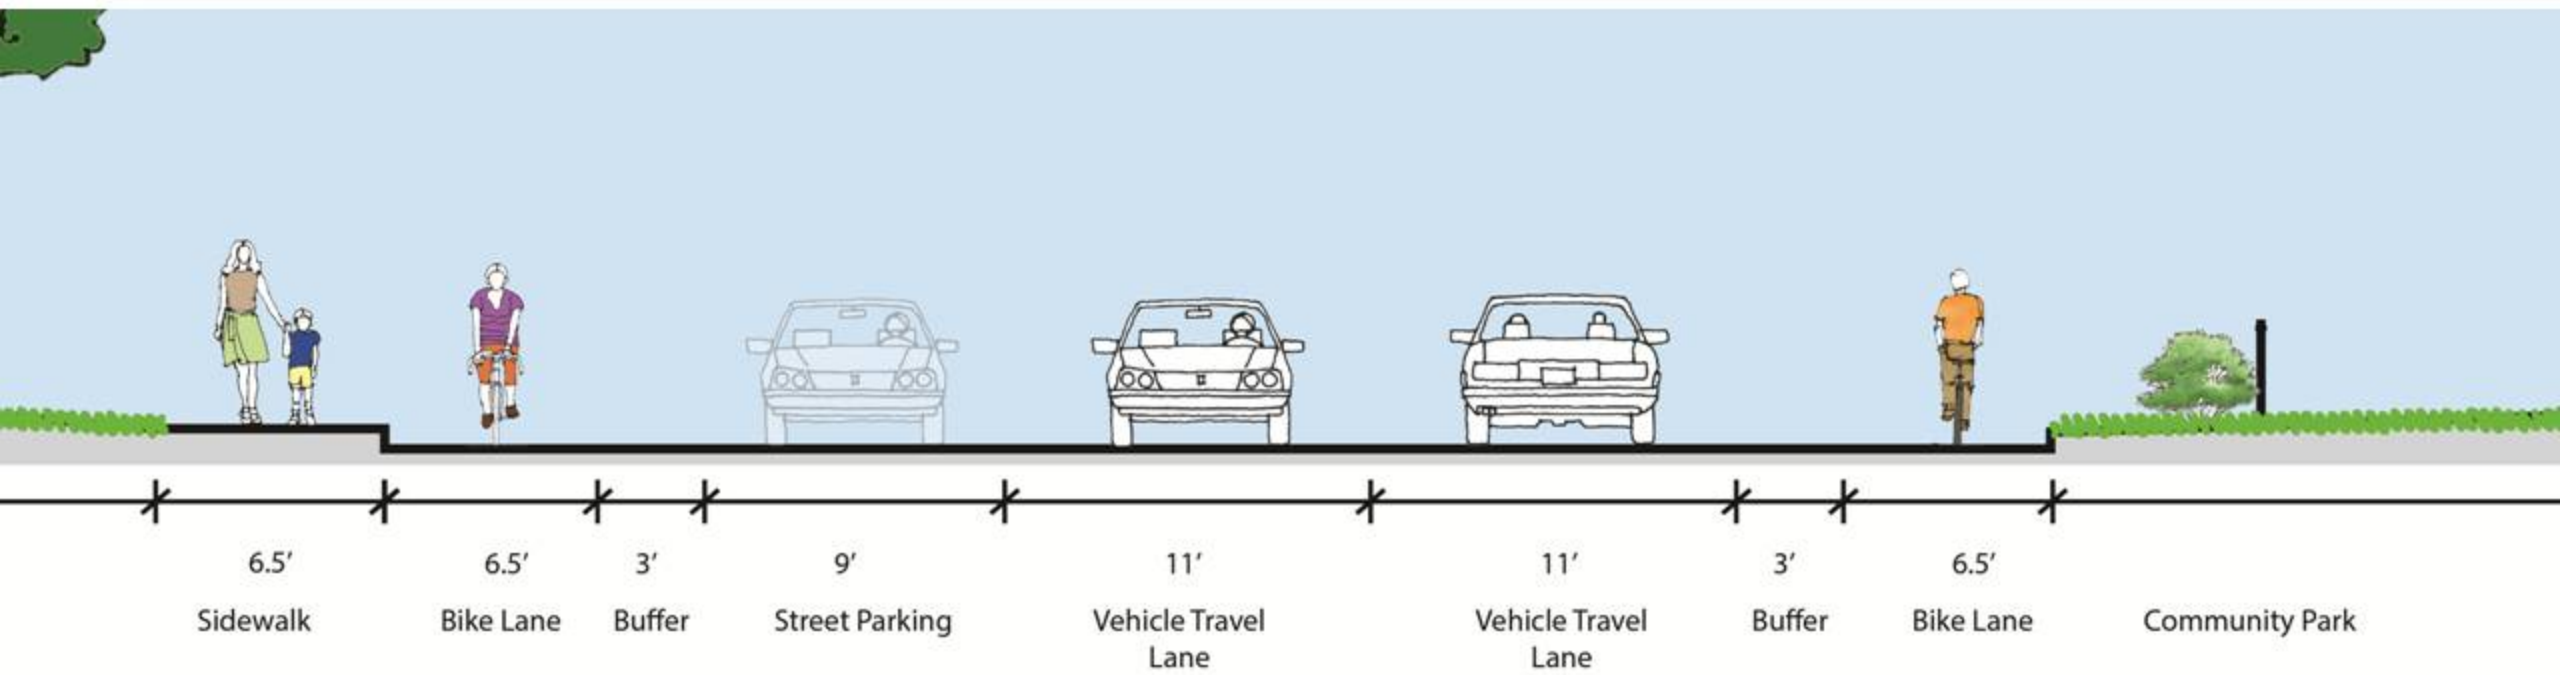 6.5’ 6.5’ 3’ 9’ 11’ 11’ 3’ 6.5’
Sidewalk Bike Lane Buffer Street Parking Vehicle Travel Vehicle Travel Buffer Bike Lane Community Park
Lane Lane